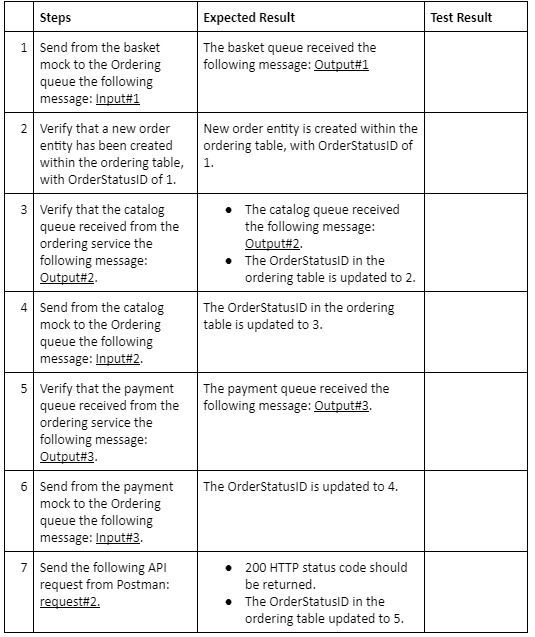 Steps Expected Result Test Result
1 Send from the basket
mock to the Ordering
queue the following
message: Input#1
The basket queue received the
following message: Output#1
2 Verify that a new order
entity has been created
within the ordering table,
with OrderStatusID of 1.
New order entity is created within the
ordering table, with OrderStatusID of
1.
3 Verify that the catalog
queue received from the
ordering service the
following message:
Output#2.
● The catalog queue received
the following message:
Output#2.
● The OrderStatusID in the
ordering table is updated to 2.
4 Send from the catalog
mock to the Ordering
queue the following
message: Input#2.
The OrderStatusID in the ordering
table is updated to 3.
5 Verify that the payment
queue received from the
ordering service the
following message:
Output#3.
The payment queue received the
following message: Output#3.
6 Send from the payment
mock to the Ordering
queue the following
message: Input#3.
The OrderStatusID is updated to 4.
7 Send the following API
request from Postman:
request#2.
● 200 HTTP status code should
be returned.
● The OrderStatusID in the
ordering table updated to 5.